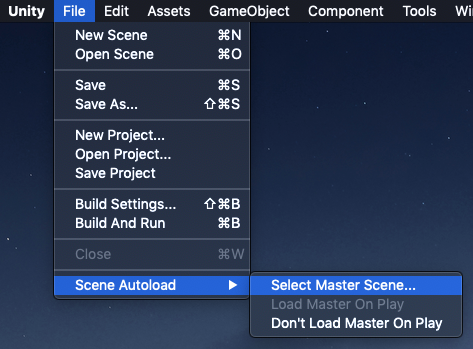 Unity File Edit Assets GameObject Component Tools
New Scene ⌘N
Open Scene ⌘O
Save ⌘S
Save As... ⇧⌘S
New Project...
Open Project...
Save Project
Build Settings... ⇧⌘B
Build And Run ⌘B
Close ⌘W
Scene Autoload ▶
Select Master Scene...
Load Master On Play
Don't Load Master On Play